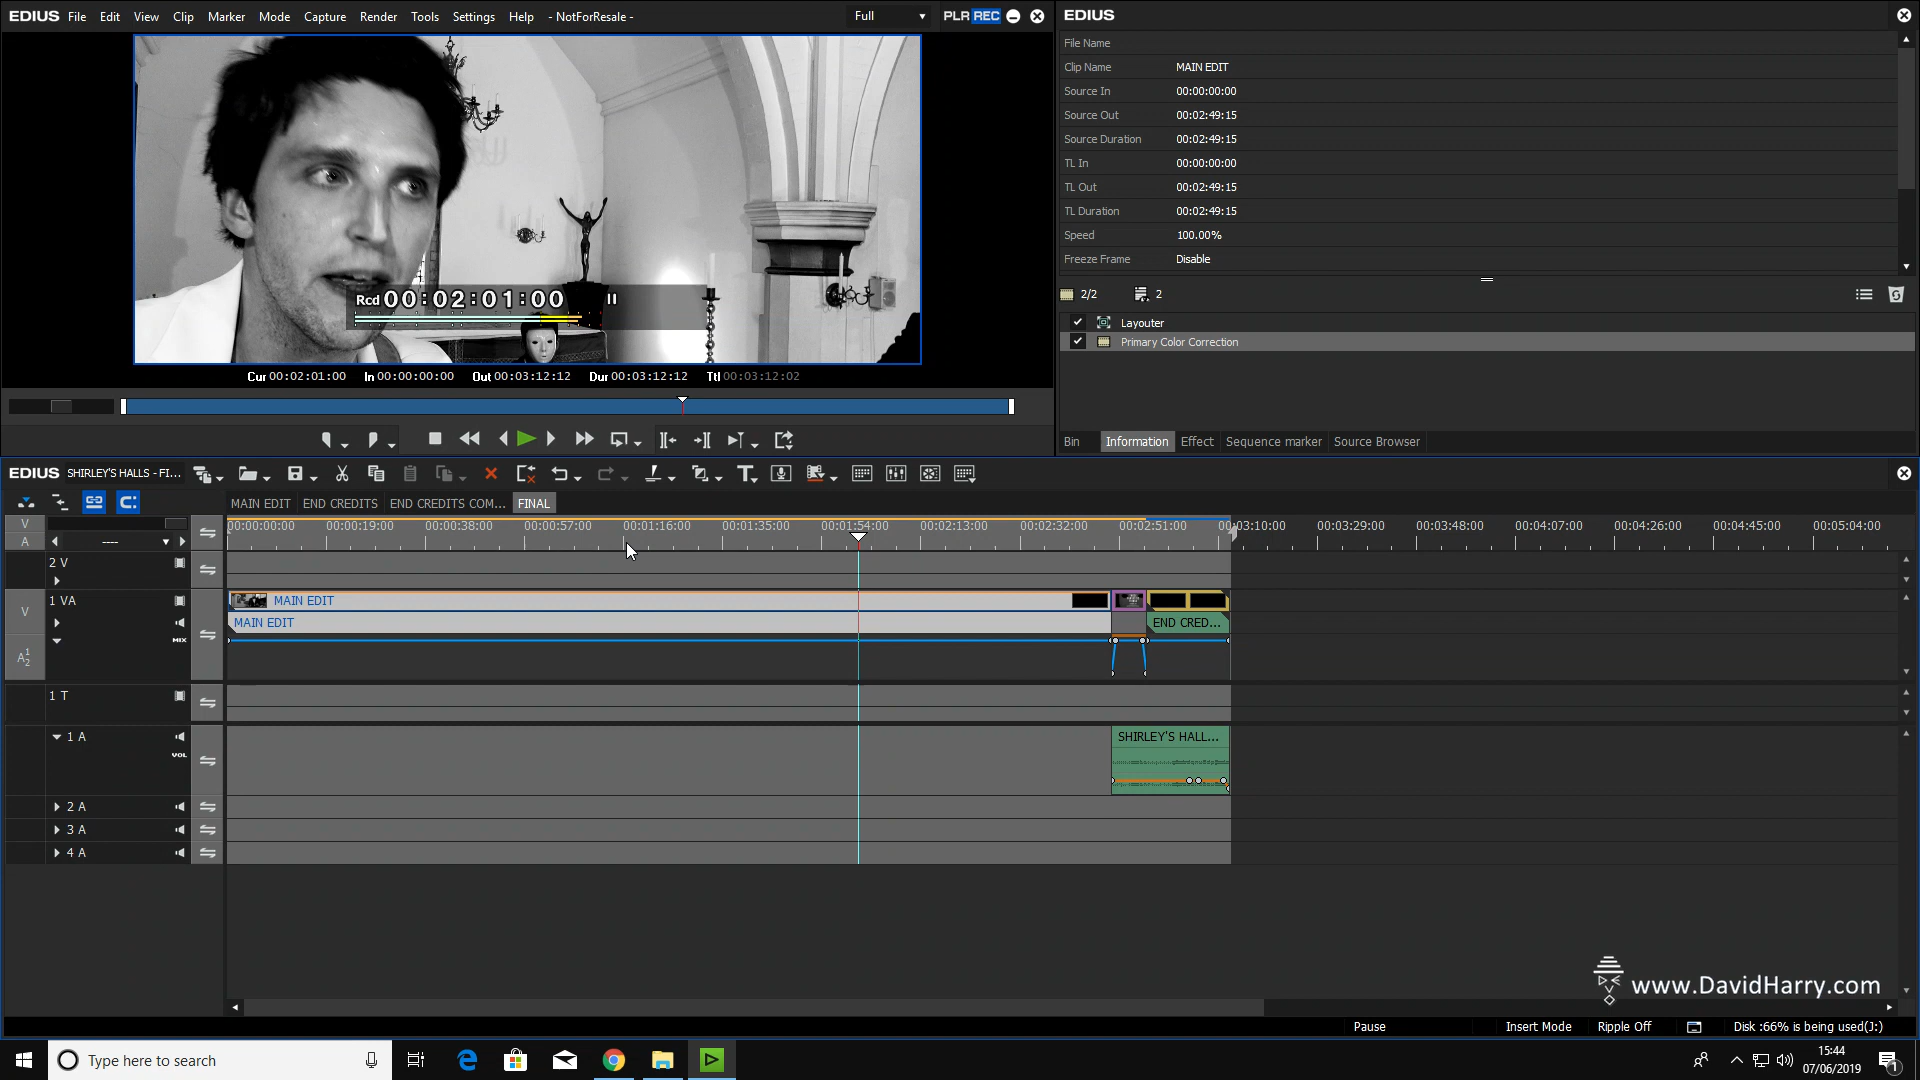 EDIUS File Edit View Clip Marker Mode Capture Render Tools Settings Help - NotForResale - Full PLR REC
Rcd 00:02:01:00
Cur 00:02:01:00 In 00:00:00:00 Out 00:03:12:12 Dur 00:03:12:12 Ttl 00:03:12:02
EDIUS
File Name
Clip Name MAIN EDIT
Source In 00:00:00:00
Source Out 00:02:49:15
Source Duration 00:02:49:15
TL In 00:00:00:00
TL Out 00:02:49:15
TL Duration 00:02:49:15
Speed 100.00%
Freeze Frame Disable
2/2 2
Layouter
Primary Color Correction
Bin Information Effect Sequence marker Source Browser
EDIUS SHIRLEY'S HALLS - FI...
MAIN EDIT END CREDITS END CREDITS COM... FINAL
V 00:00:00:00 00:00:19:00 00:00:38:00 00:00:57:00 00:01:16:00 00:01:35:00 00:01:54:00 00:02:13:00 00:02:32:00 00:02:51:00 00:03:10:00 00:03:29:00 00:03:48:00 00:04:07:00 00:04:26:00 00:04:45:00 00:05:04:00
A ----
2 V
1 VA MAIN EDIT
V MAIN EDIT END CRED...
MIX
A12
1 T
1 A SHIRLEY'S HALL...
VOL
2 A
3 A
4 A
www.DavidHarry.com
Pause Insert Mode Ripple Off Disk :66% is being used(J:)
Type here to search
15:44
07/06/2019
1